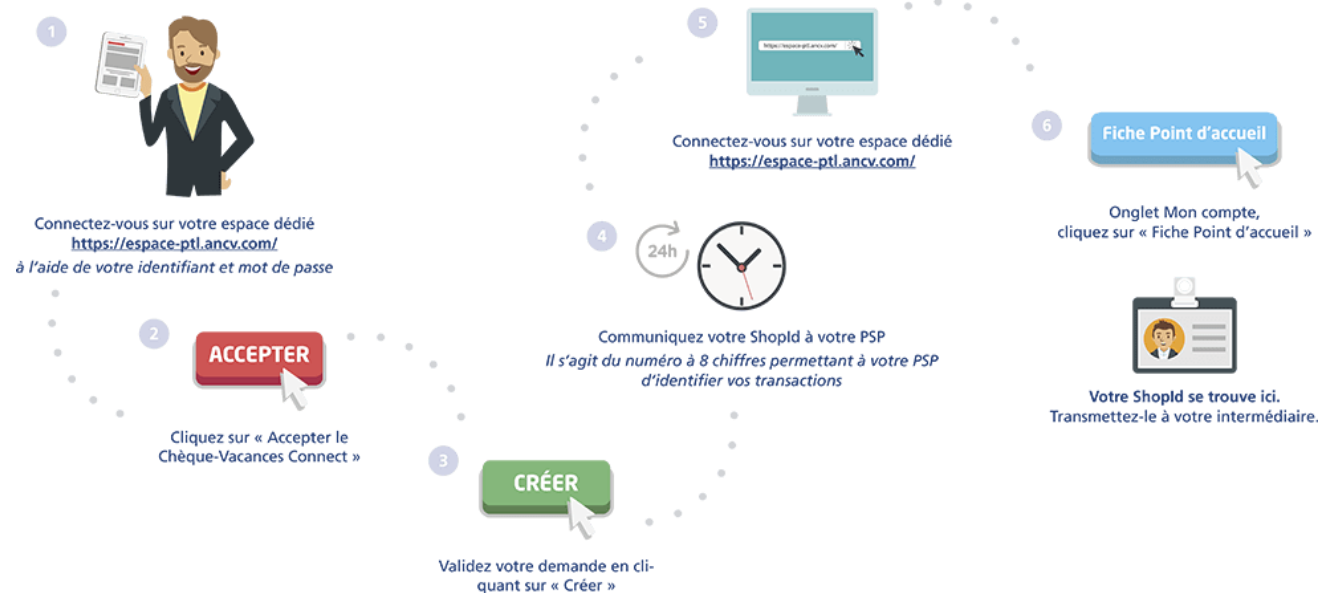 1
Connectez-vous sur votre espace dédié
https://espace-ptl.ancv.com/
à l'aide de votre identifiant et mot de passe
2
ACCEPTER
Cliquez sur « Accepter le
Chèque-Vacances Connect »
3
CRÉER
Validez votre demande en cli-
quant sur « Créer »
4
24h
Communiquez votre ShopId à votre PSP
Il s'agit du numéro à 8 chiffres permettant à votre PSP
d'identifier vos transactions
5
https://espace-ptl.ancv.com/
Connectez-vous sur votre espace dédié
https://espace-ptl.ancv.com/
6
Fiche Point d'accueil
Onglet Mon compte,
cliquez sur « Fiche Point d'accueil »
Votre ShopId se trouve ici.
Transmettez-le à votre intermédiaire.